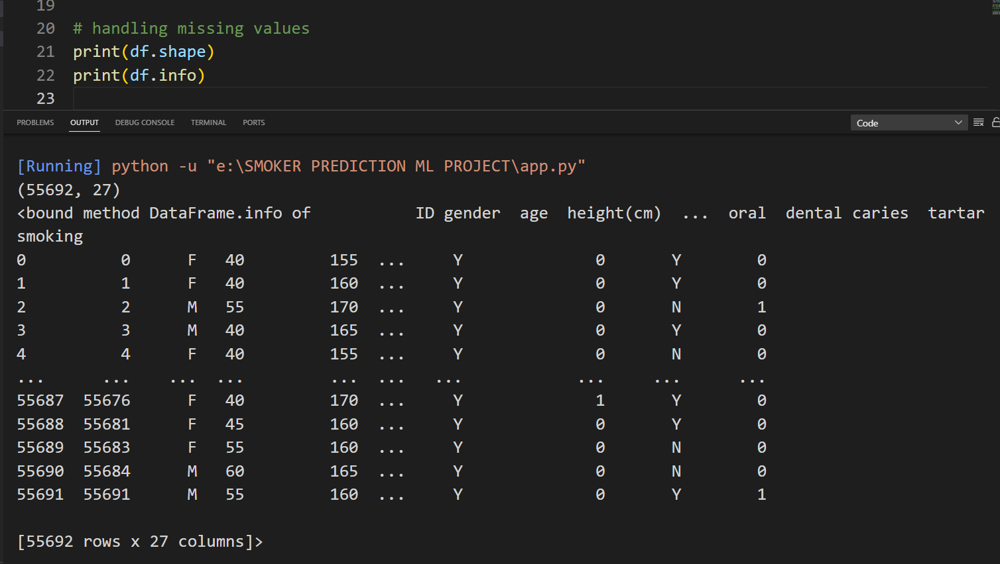 19
20 # handling missing values
21 print(df.shape)
22 print(df.info)
23
PROBLEMS OUTPUT DEBUG CONSOLE TERMINAL PORTS Code
[Running] python -u "e:\SMOKER PREDICTION ML PROJECT\app.py"
(55692, 27)
<bound method DataFrame.info of           ID gender  age  height(cm)  ...  oral  dental caries  tartar
smoking
0          0      F   40         155  ...     Y              0       Y        0
1          1      F   40         160  ...     Y              0       Y        0
2          2      M   55         170  ...     Y              0       N        1
3          3      M   40         165  ...     Y              0       Y        0
4          4      F   40         155  ...     Y              0       N        0
...      ...    ...  ...         ...  ...   ...            ...     ...      ...
55687  55676      F   40         170  ...     Y              1       Y        0
55688  55681      F   45         160  ...     Y              0       Y        0
55689  55683      F   55         160  ...     Y              0       N        0
55690  55684      M   60         165  ...     Y              0       N        0
55691  55691      M   55         160  ...     Y              0       Y        1
[55692 rows x 27 columns]>